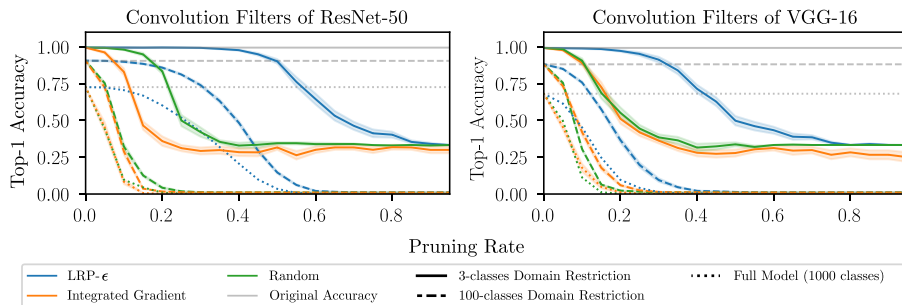 Convolution Filters of ResNet-50
Convolution Filters of VGG-16
Top-1 Accuracy
1.00
0.75
0.50
0.25
0.00
0.0 0.2 0.4 0.6 0.8
Top-1 Accuracy
1.00
0.75
0.50
0.25
0.00
0.0 0.2 0.4 0.6 0.8
Pruning Rate
LRP-ϵ
Random
3-classes Domain Restriction
Full Model (1000 classes)
Integrated Gradient
Original Accuracy
100-classes Domain Restriction